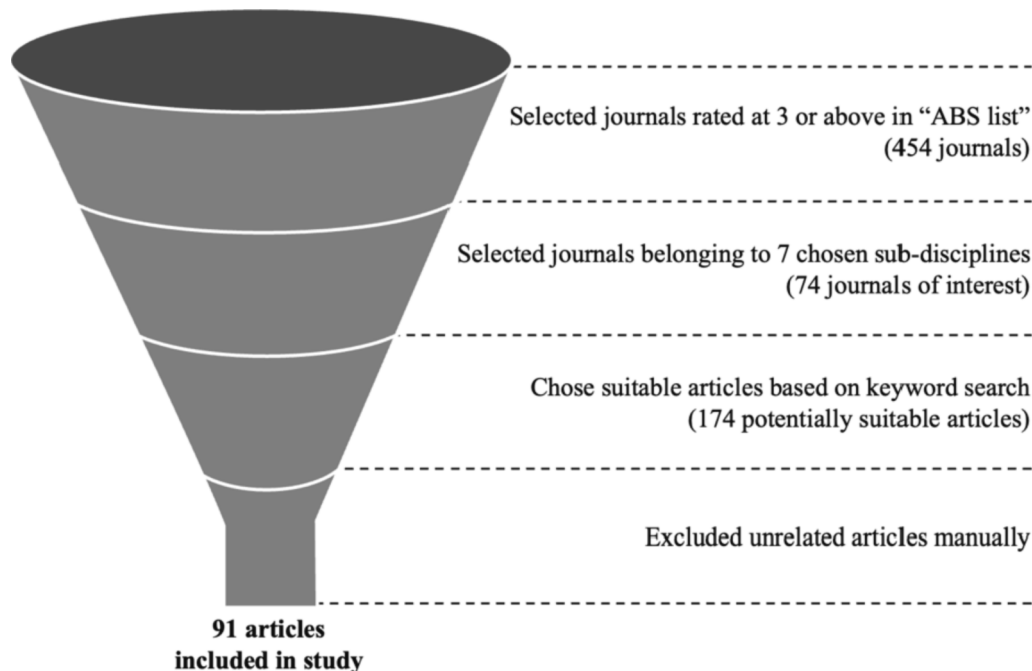 Selected journals rated at 3 or above in “ABS list”
(454 journals)
Selected journals belonging to 7 chosen sub-disciplines
(74 journals of interest)
Chose suitable articles based on keyword search
(174 potentially suitable articles)
Excluded unrelated articles manually
91 articles
included in study